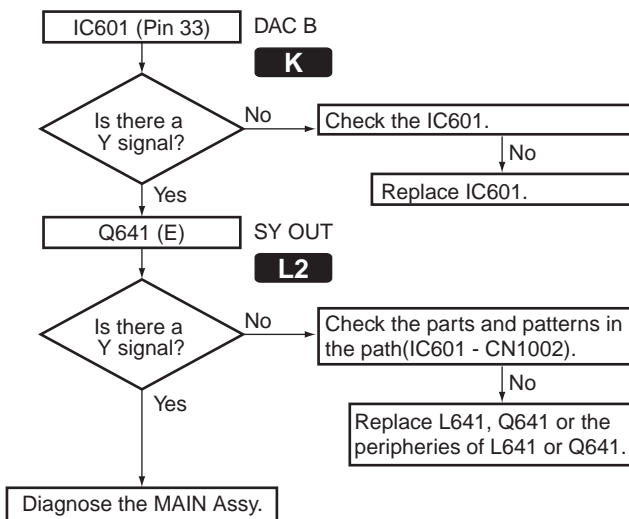 IC601 (Pin 33)
DAC B
K
Is there a
Y signal?
No
Check the IC601.
No
Replace IC601.
Yes
Q641 (E)
SY OUT
L2
Is there a
Y signal?
No
Check the parts and patterns in
the path(IC601 - CN1002).
No
Replace L641, Q641 or the
peripheries of L641 or Q641.
Yes
Diagnose the MAIN Assy.